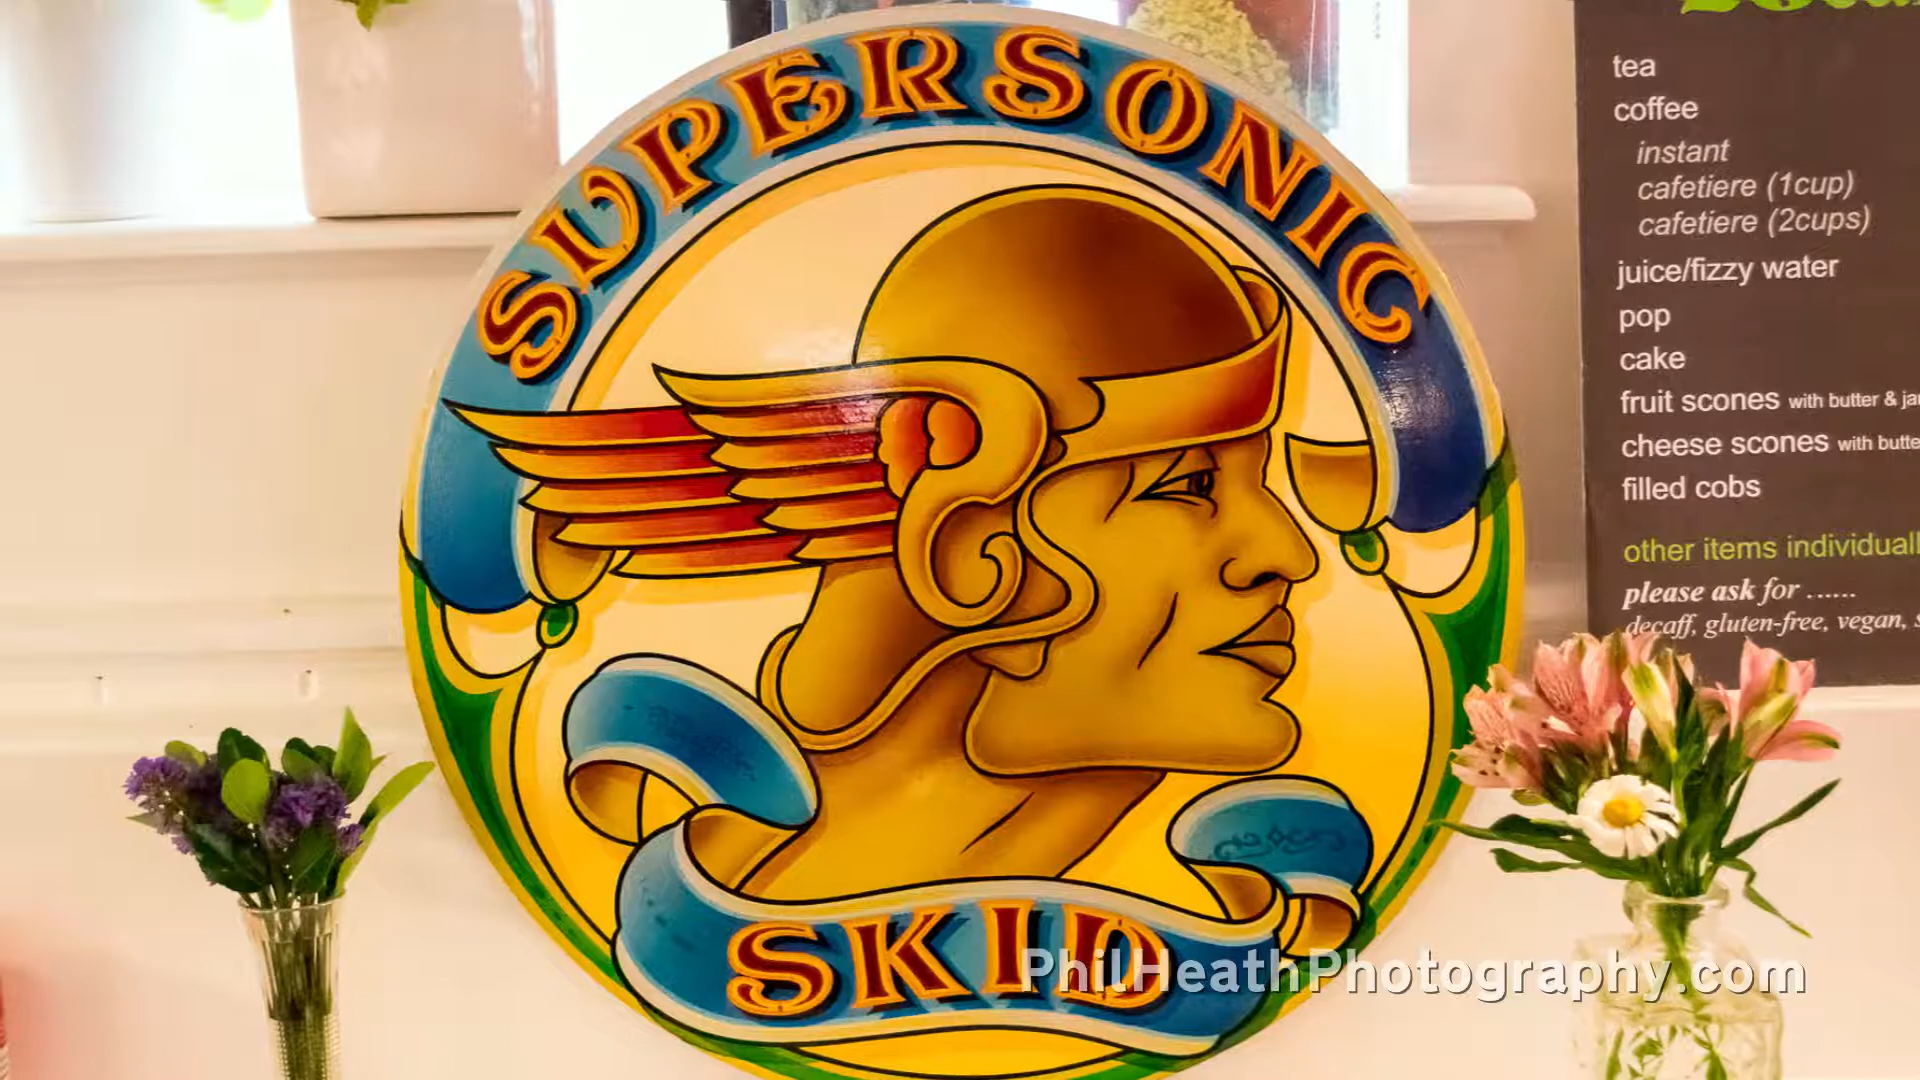 SUPERSONIC
SKID
tea
coffee
instant
cafetiere (1cup)
cafetiere (2cups)
juice/fizzy water
pop
cake
fruit scones with butter &
cheese scones with
filled cobs
other items
please ask for ......
decaff, gluten-free, vegan,
PhilHeathPhotography.com